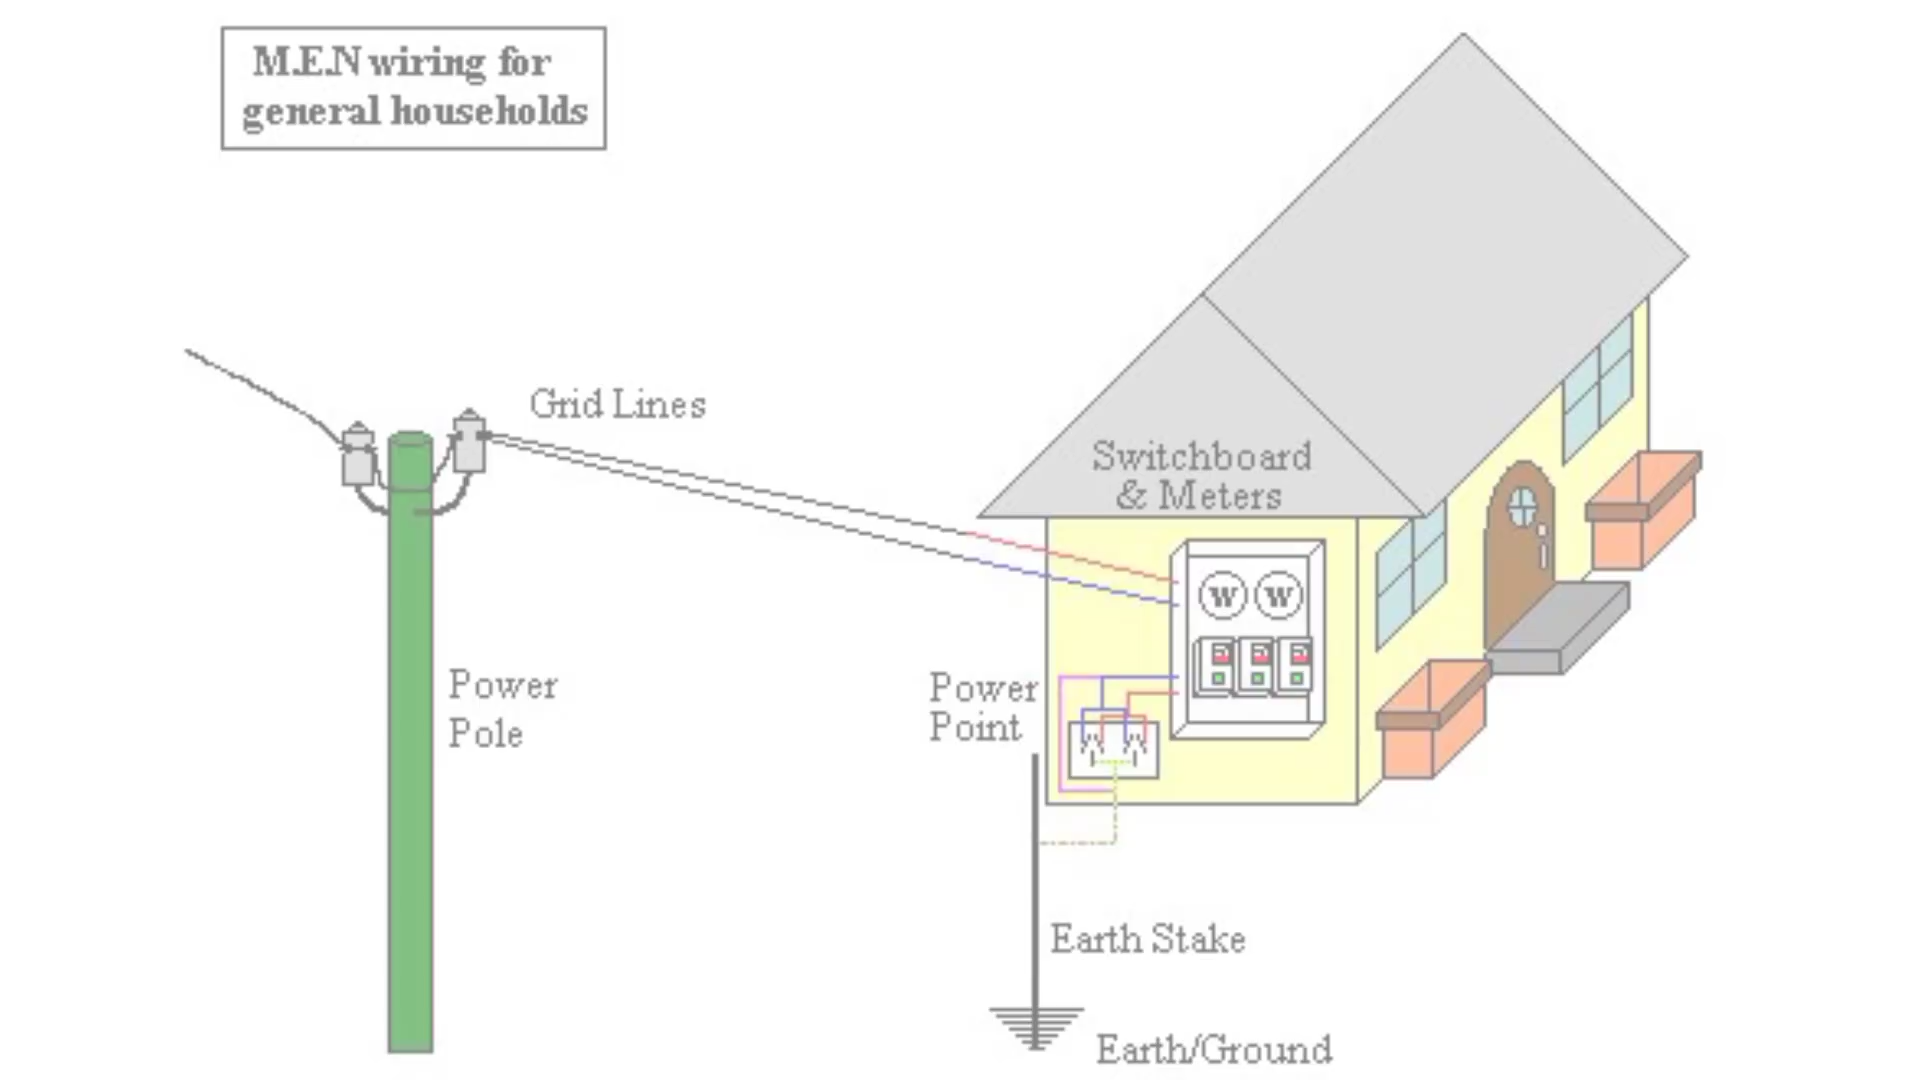 M.E.N wiring for
general households
Grid Lines
Switchboard
& Meters
W W
Power
Point
Power
Pole
Earth Stake
Earth/Ground